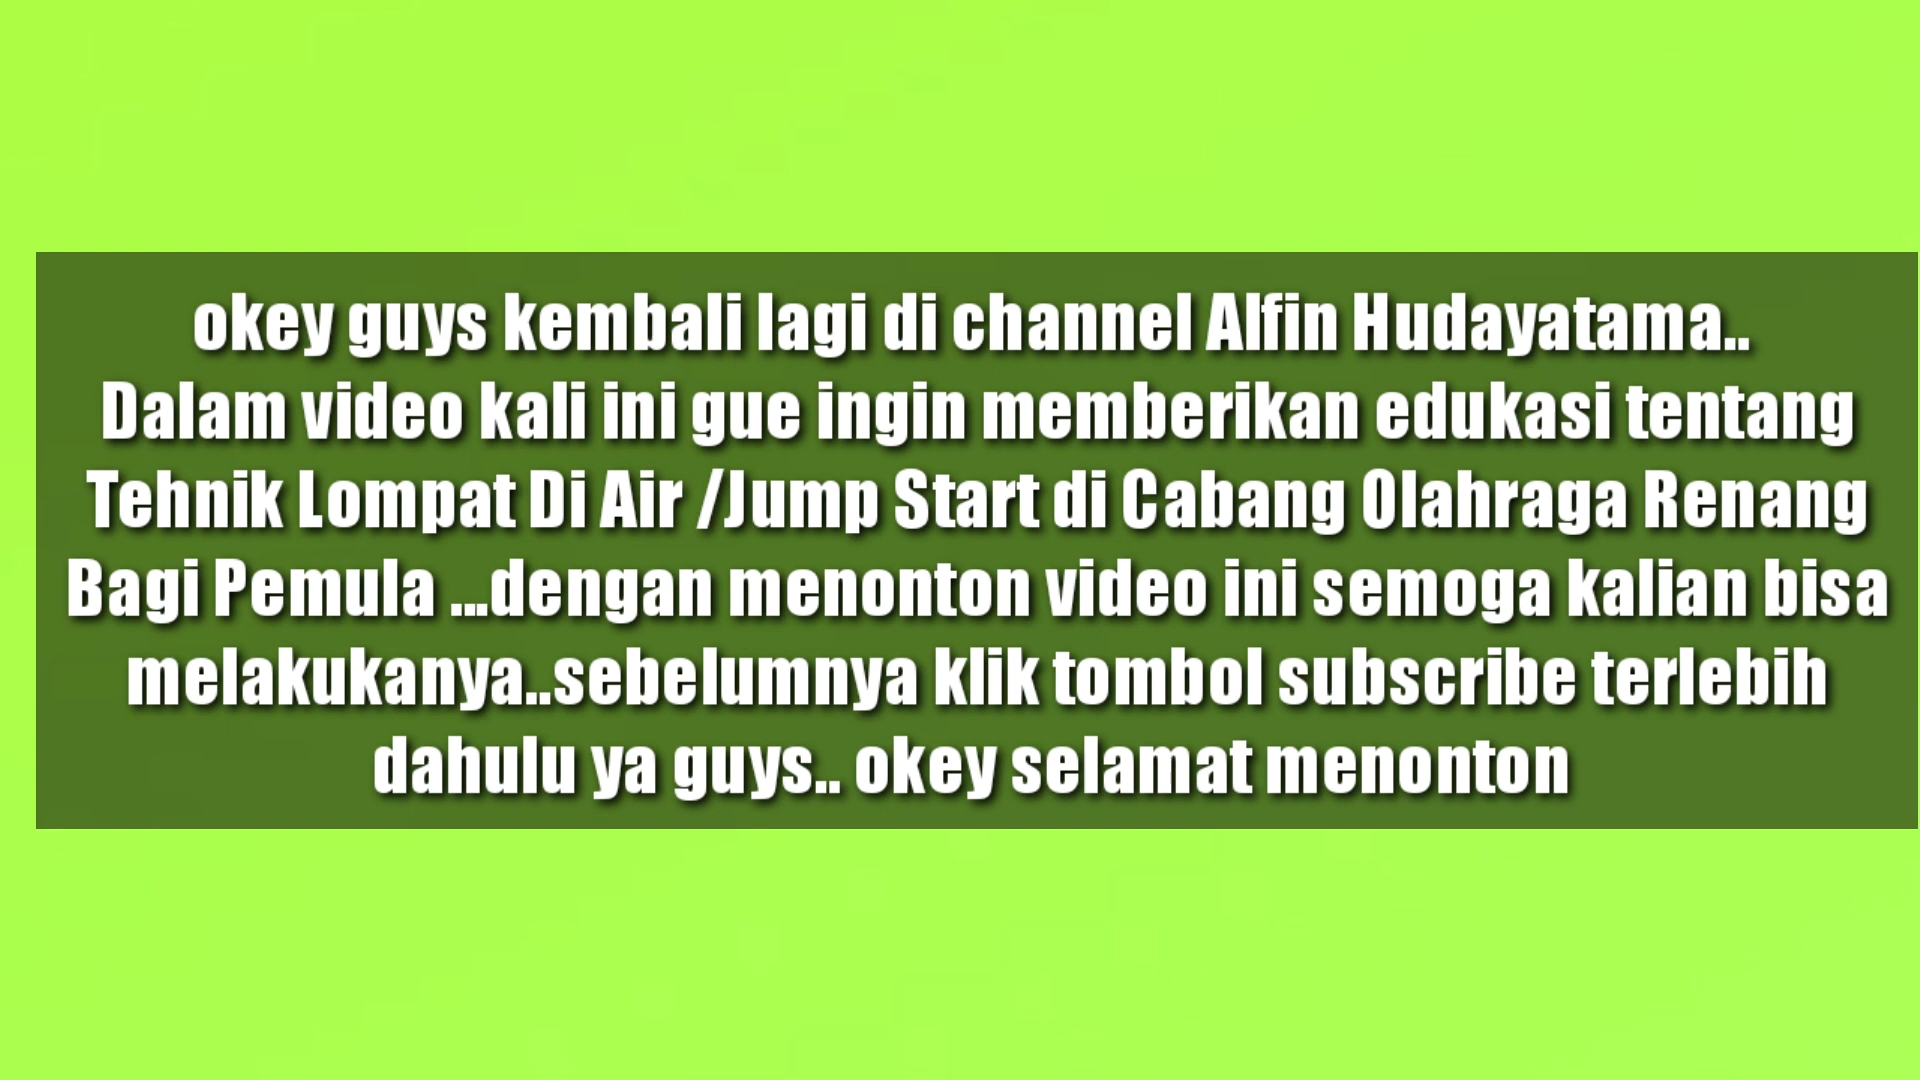 okey guys kembali lagi di channel Alfin Hudayatama..
Dalam video kali ini gue ingin memberikan edukasi tentang
Tehnik Lompat Di Air /Jump Start di Cabang Olahraga Renang
Bagi Pemula ...dengan menonton video ini semoga kalian bisa
melakukanya..sebelumnya klik tombol subscribe terlebih
dahulu ya guys.. okey selamat menonton